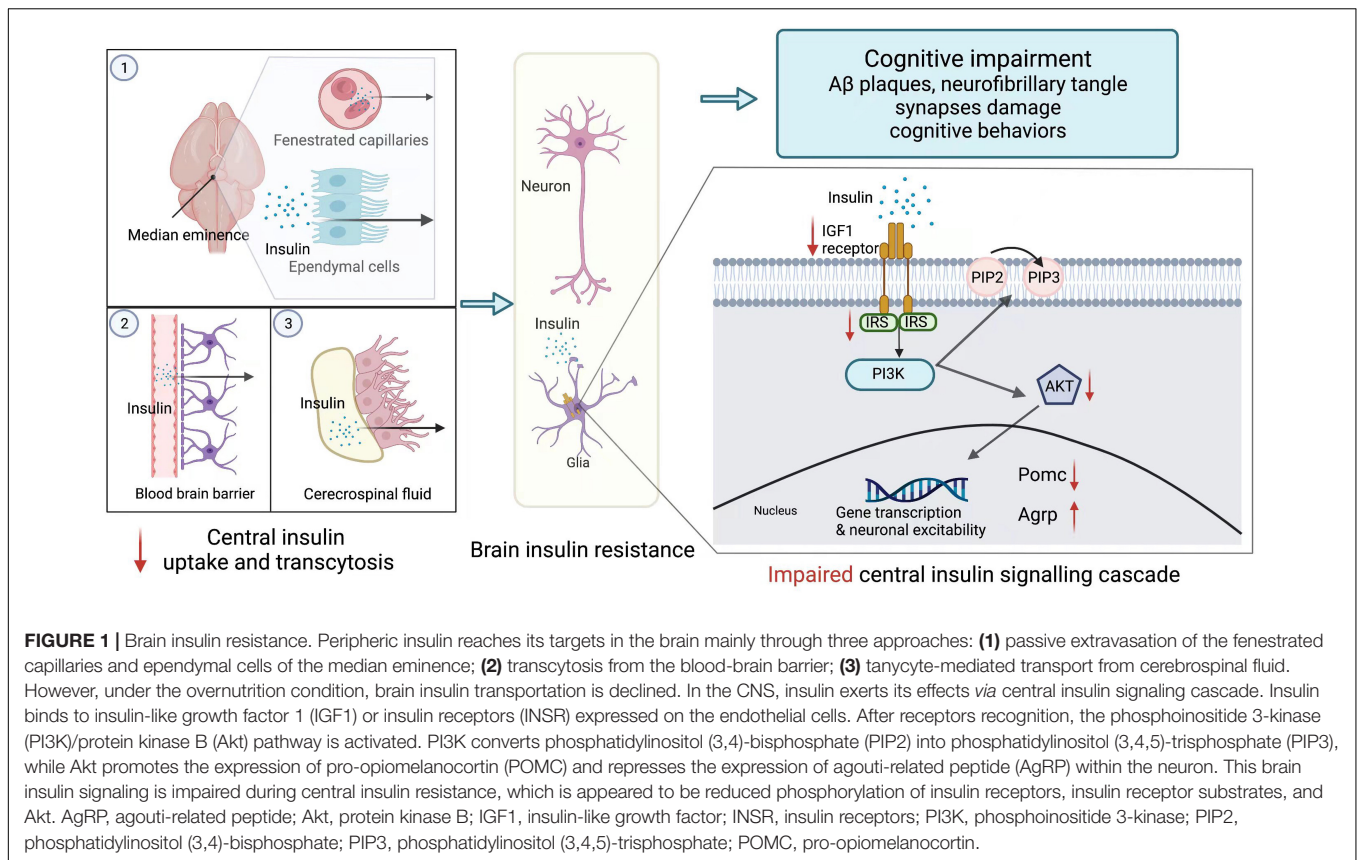 1
Fenestrated capillaries
Median eminence
Insulin
Ependymal cells
2
Insulin
Blood brain barrier
3
Insulin
Cerecrospinal fluid
Central insulin
uptake and transcytosis
Neuron
Insulin
Glia
Brain insulin resistance
Cognitive impairment
Aβ plaques, neurofibrillary tangle
synapses damage
cognitive behaviors
Insulin
IGF1
receptor
PIP2
PIP3
IRS
IRS
PI3K
AKT
Nucleus
Gene transcription
& neuronal excitability
Pomc
Agrp
Impaired central insulin signalling cascade
FIGURE 1 | Brain insulin resistance. Peripheric insulin reaches its targets in the brain mainly through three approaches: (1) passive extravasation of the fenestrated
capillaries and ependymal cells of the median eminence; (2) transcytosis from the blood-brain barrier; (3) tanycyte-mediated transport from cerebrospinal fluid.
However, under the overnutrition condition, brain insulin transportation is declined. In the CNS, insulin exerts its effects via central insulin signaling cascade. Insulin
binds to insulin-like growth factor 1 (IGF1) or insulin receptors (INSR) expressed on the endothelial cells. After receptors recognition, the phosphoinositide 3-kinase
(PI3K)/protein kinase B (Akt) pathway is activated. PI3K converts phosphatidylinositol (3,4)-bisphosphate (PIP2) into phosphatidylinositol (3,4,5)-trisphosphate (PIP3),
while Akt promotes the expression of pro-opiomelanocortin (POMC) and represses the expression of agouti-related peptide (AgRP) within the neuron. This brain
insulin signaling is impaired during central insulin resistance, which is appeared to be reduced phosphorylation of insulin receptors, insulin receptor substrates, and
Akt. AgRP, agouti-related peptide; Akt, protein kinase B; IGF1, insulin-like growth factor; INSR, insulin receptors; PI3K, phosphoinositide 3-kinase; PIP2,
phosphatidylinositol (3,4)-bisphosphate; PIP3, phosphatidylinositol (3,4,5)-trisphosphate; POMC, pro-opiomelanocortin.